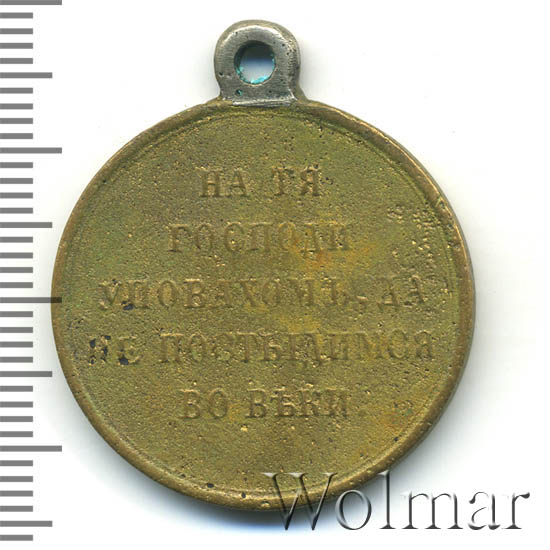 НА ТЯ
ГОСПОДИ
УПОВАХОМЪ, ДА
НЕ ПОСТЫДИМСЯ
ВО ВѢКИ.
Wolmar